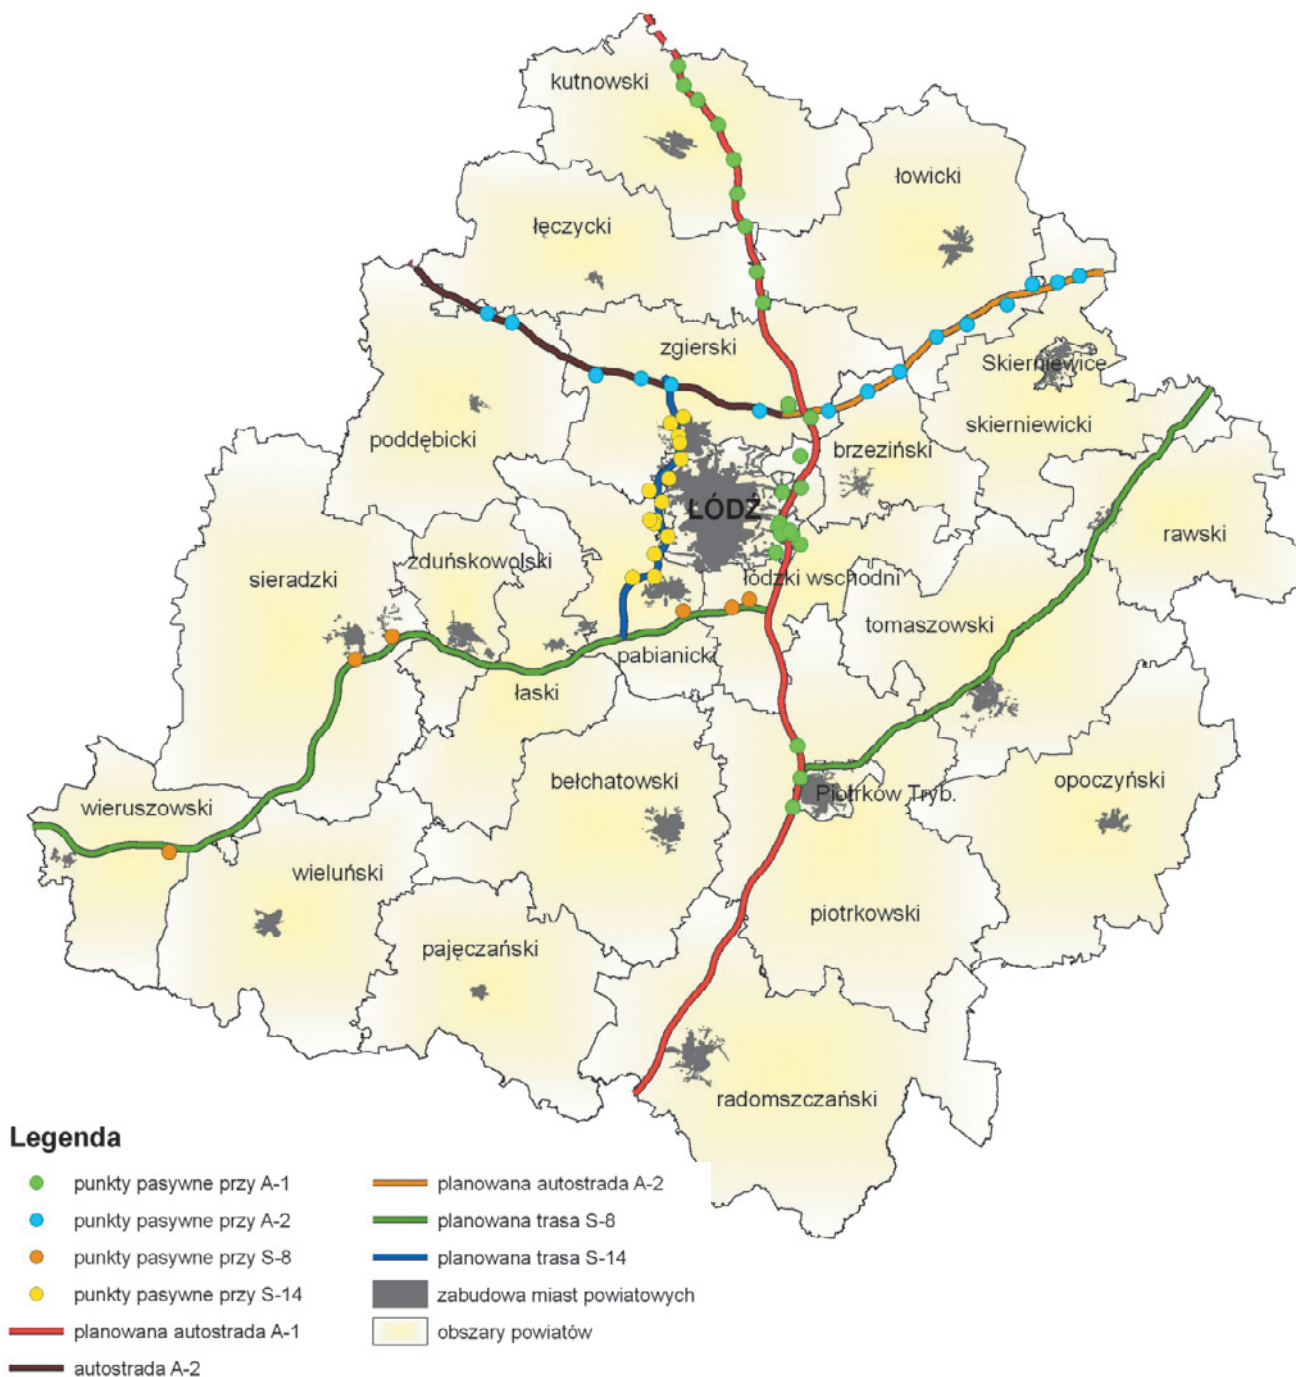 kutnowski
łowicki
łęczycki
zgierski
Skierniewice
skierniewicki
poddębicki
brzeziński
ŁÓDŹ
rawski
zduńskowolski
sieradzki
łódzki wschodni
tomaszowski
pabianicki
łaski
bełchatowski
opoczyński
Piotrków Tryb.
wieruszowski
wieluński
piotrkowski
pajęczański
radomszczański
Legenda
punkty pasywne przy A-1
punkty pasywne przy A-2
punkty pasywne przy S-8
punkty pasywne przy S-14
planowana autostrada A-1
autostrada A-2
planowana autostrada A-2
planowana trasa S-8
planowana trasa S-14
zabudowa miast powiatowych
obszary powiatów